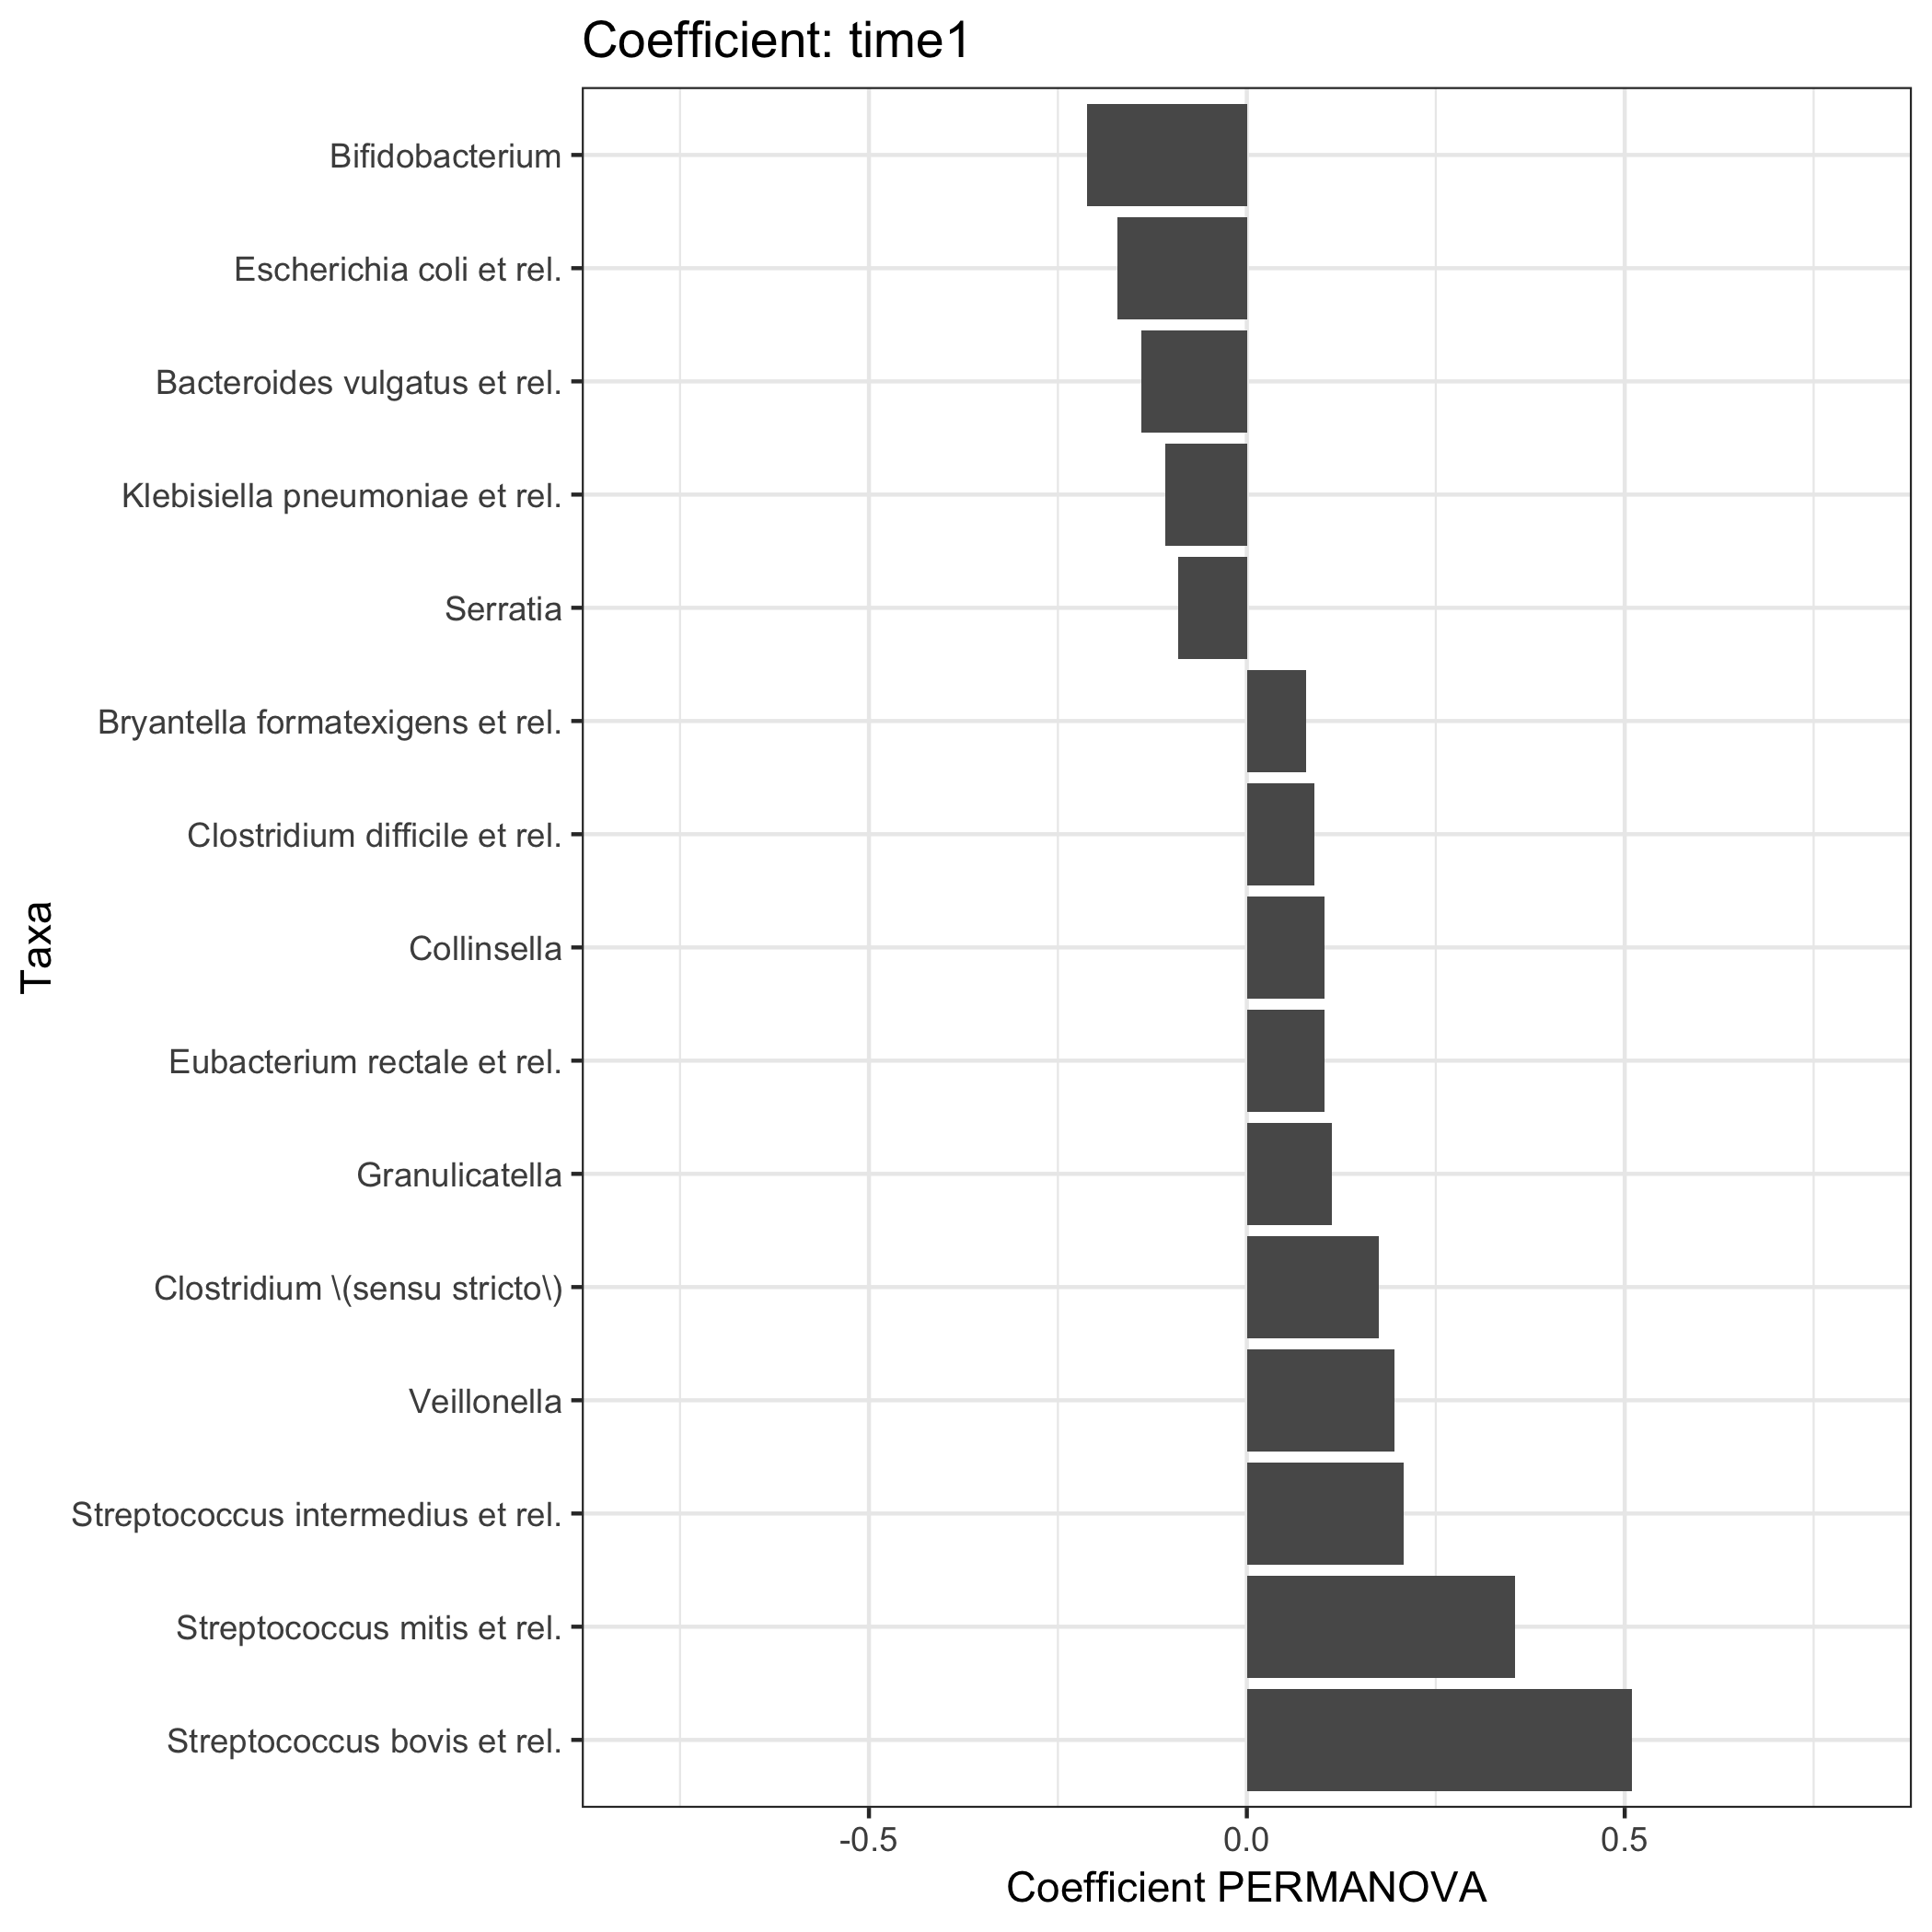 Coefficient: time1
Bifidobacterium
Escherichia coli et rel.
Bacteroides vulgatus et rel.
Klebisiella pneumoniae et rel.
Serratia
Bryantella formatexigens et rel.
Clostridium difficile et rel.
Collinsella
Eubacterium rectale et rel.
Granulicatella
Clostridium \(sensu stricto\)
Veillonella
Streptococcus intermedius et rel.
Streptococcus mitis et rel.
Streptococcus bovis et rel.
Taxa
-0.5 0.0 0.5
Coefficient PERMANOVA